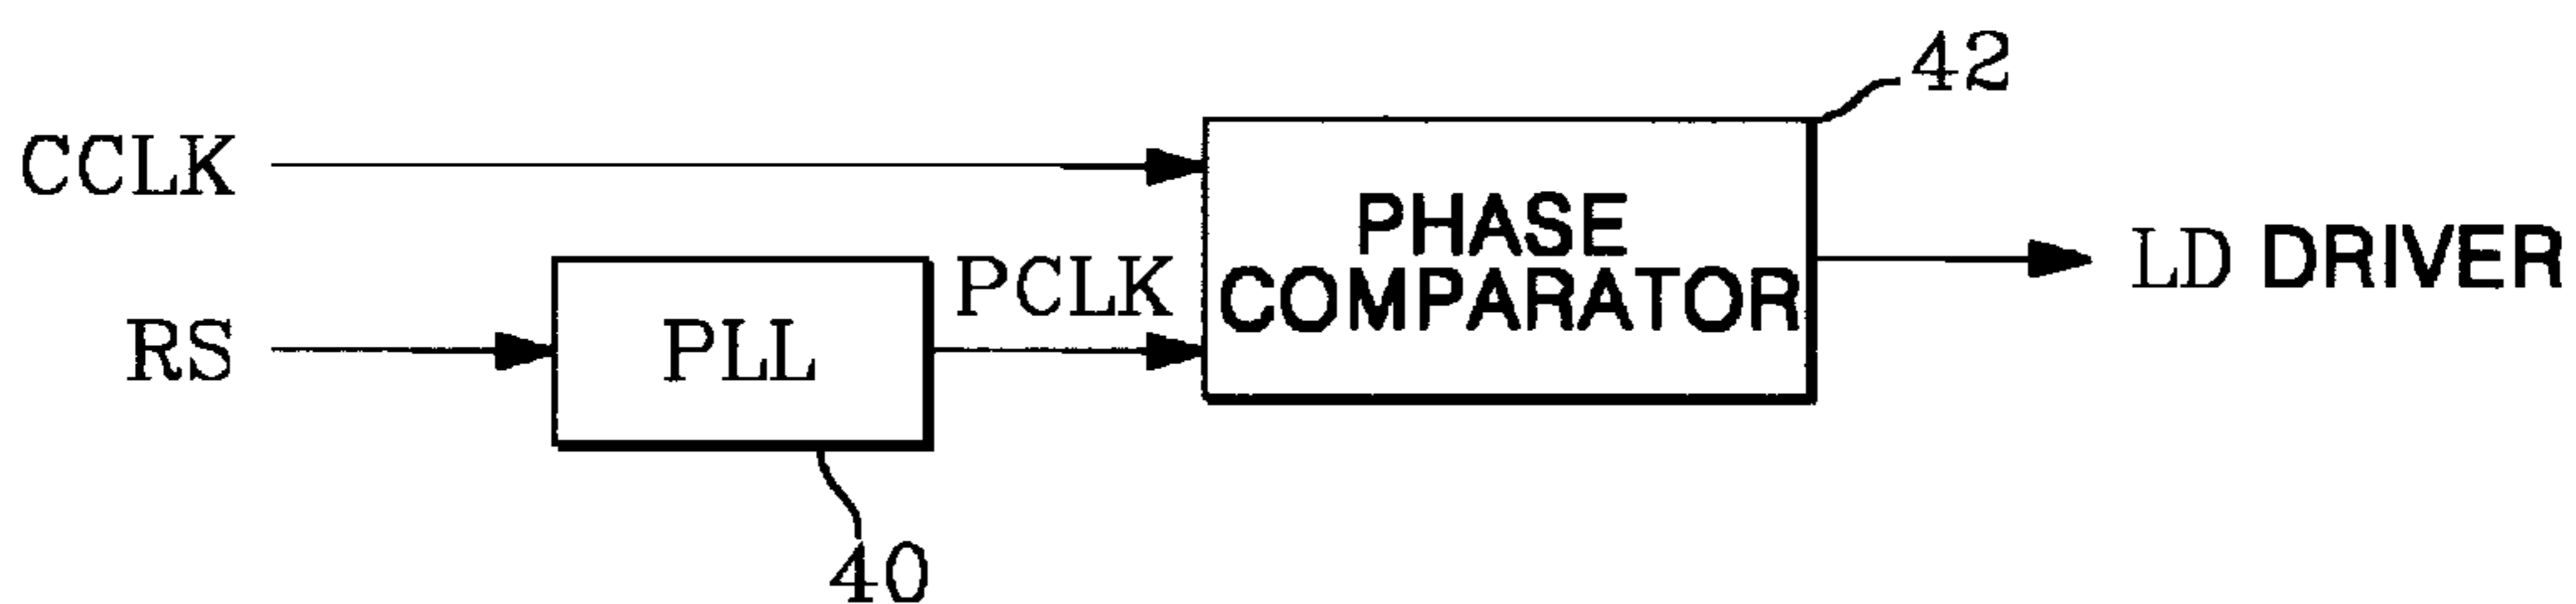 42
CCLK
PHASE
COMPARATOR
LD DRIVER
PCLK
RS
PLL
40